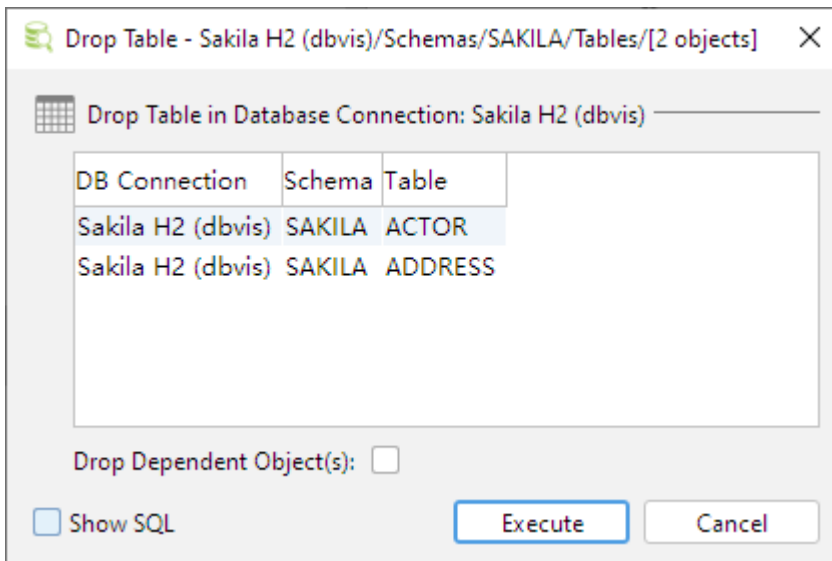 Drop Table - Sakila H2 (dbvis)/Schemas/SAKILA/Tables/[2 objects]
Drop Table in Database Connection: Sakila H2 (dbvis)
DB Connection Schema Table
Sakila H2 (dbvis) SAKILA ACTOR
Sakila H2 (dbvis) SAKILA ADDRESS
Drop Dependent Object(s):
Show SQL Execute Cancel